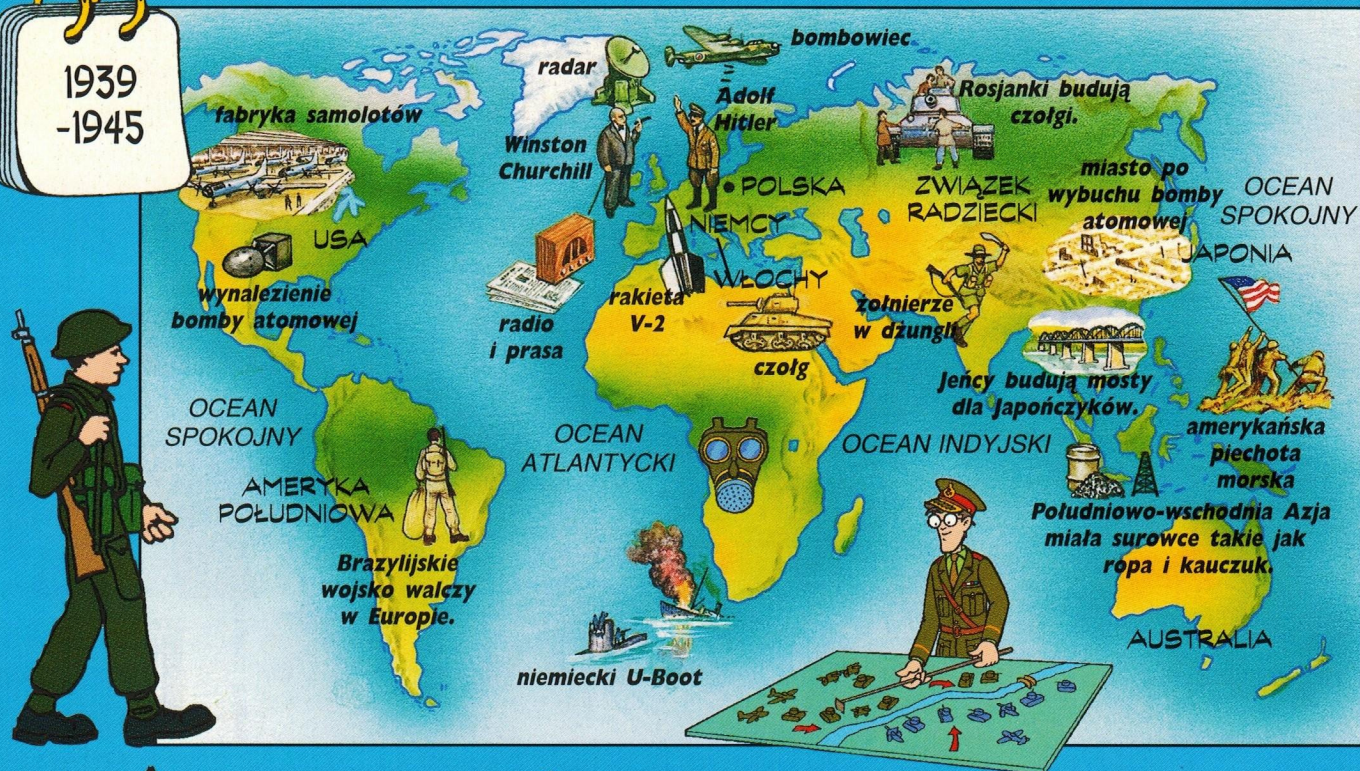 1939
-1945
fabryka samolotów
radar
bombowiec
Adolf
Hitler
Winston
Churchill
Rosjanki budują
czołgi.
miasto po
wybuchu bomby
atomowej
OCEAN
SPOKOJNY
POLSKA
ZWIĄZEK
RADZIECKI
NIEMCY
USA
JAPONIA
WŁOCHY
wynalezienie
bomby atomowej
rakieta
V-2
żołnierze
w dżungli
radio
i prasa
czołg
Jeńcy budują mosty
dla Japończyków.
OCEAN
SPOKOJNY
OCEAN
ATLANTYCKI
OCEAN INDYJSKI
amerykańska
piechota
morska
AMERYKA
POŁUDNIOWA
Południowo-wschodnia Azja
miała surowce takie jak
ropa i kauczuk.
Brazylijskie
wojsko walczy
w Europie.
AUSTRALIA
niemiecki U-Boot